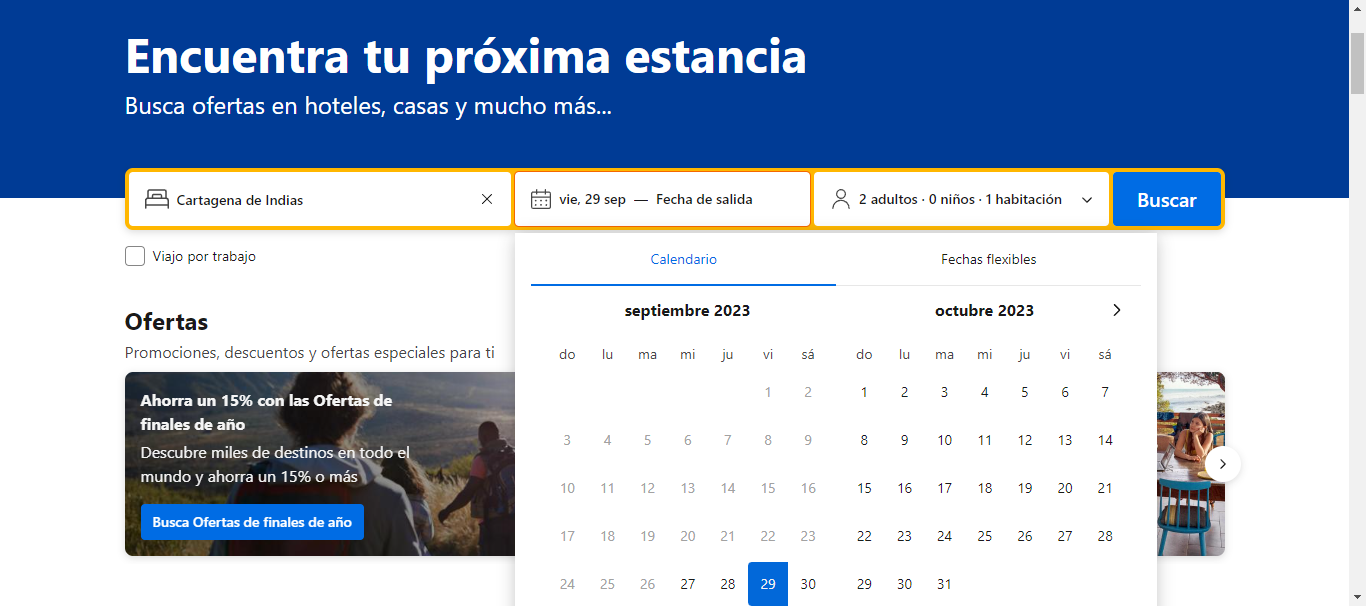 Encuentra tu próxima estancia
Busca ofertas en hoteles, casas y mucho más...
Cartagena de Indias
vie, 29 sep — Fecha de salida
2 adultos · 0 niños · 1 habitación
Buscar
Viajo por trabajo
Calendario
Fechas flexibles
septiembre 2023
do lu ma mi ju vi sá
1 2
3 4 5 6 7 8 9
10 11 12 13 14 15 16
17 18 19 20 21 22 23
24 25 26 27 28 29 30
octubre 2023
do lu ma mi ju vi sá
1 2 3 4 5 6 7
8 9 10 11 12 13 14
15 16 17 18 19 20 21
22 23 24 25 26 27 28
29 30 31
Ofertas
Promociones, descuentos y ofertas especiales para ti
Ahorra un 15% con las Ofertas de
finales de año
Descubre miles de destinos en todo el
mundo y ahorra un 15% o más
Busca Ofertas de finales de año